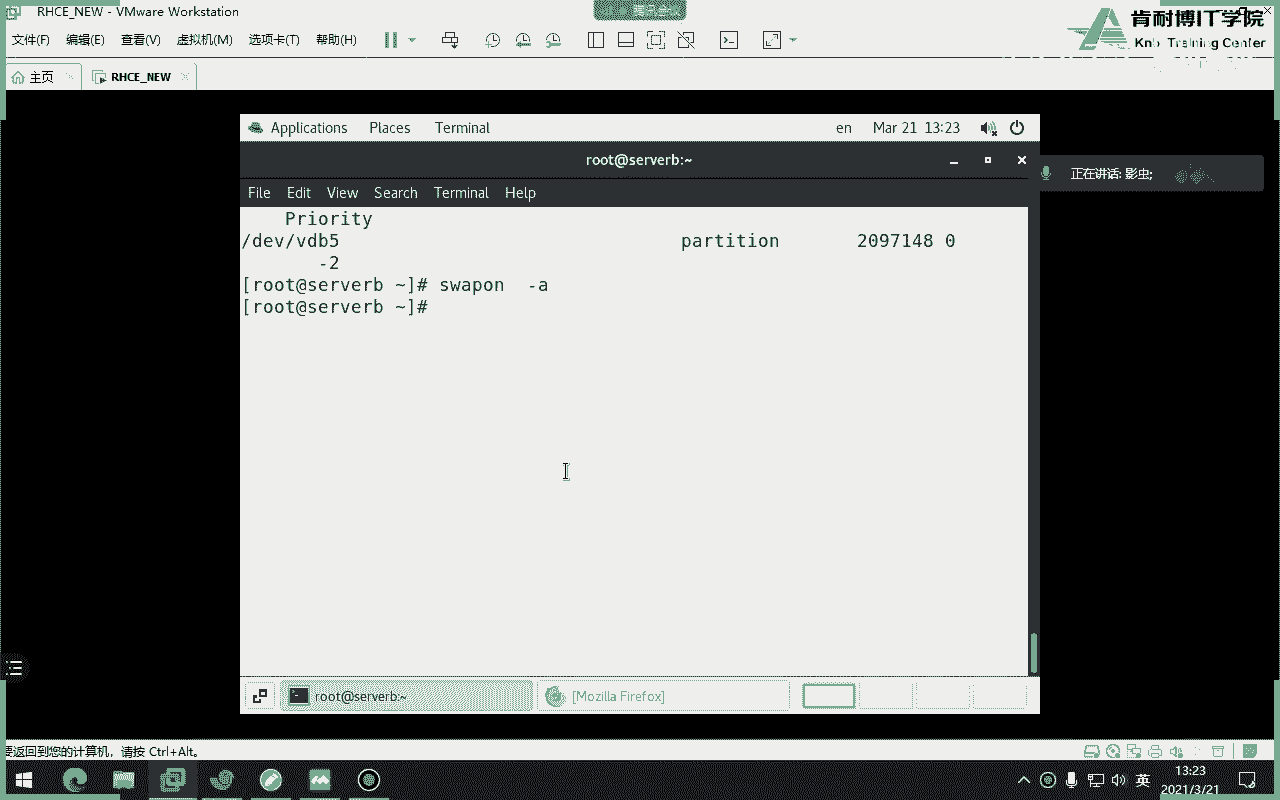 RHCE_NEW - VMware Workstation
肯耐博IT学院
Knb Training Center
文件(F) 编辑(E) 查看(V) 虚拟机(M) 选项卡(T) 帮助(H)
主页 RHCE_NEW
Applications Places Terminal en Mar 21 13:23
root@serverb:~
正在讲话: 影虫;
File Edit View Search Terminal Help
Priority
/dev/vdb5 partition 2097148 0
-2
[root@serverb ~]# swapon -a
[root@serverb ~]#
root@serverb:~ [Mozilla Firefox]
要返回到您的计算机，请按 Ctrl+Alt。
英 13:23
2021/3/21